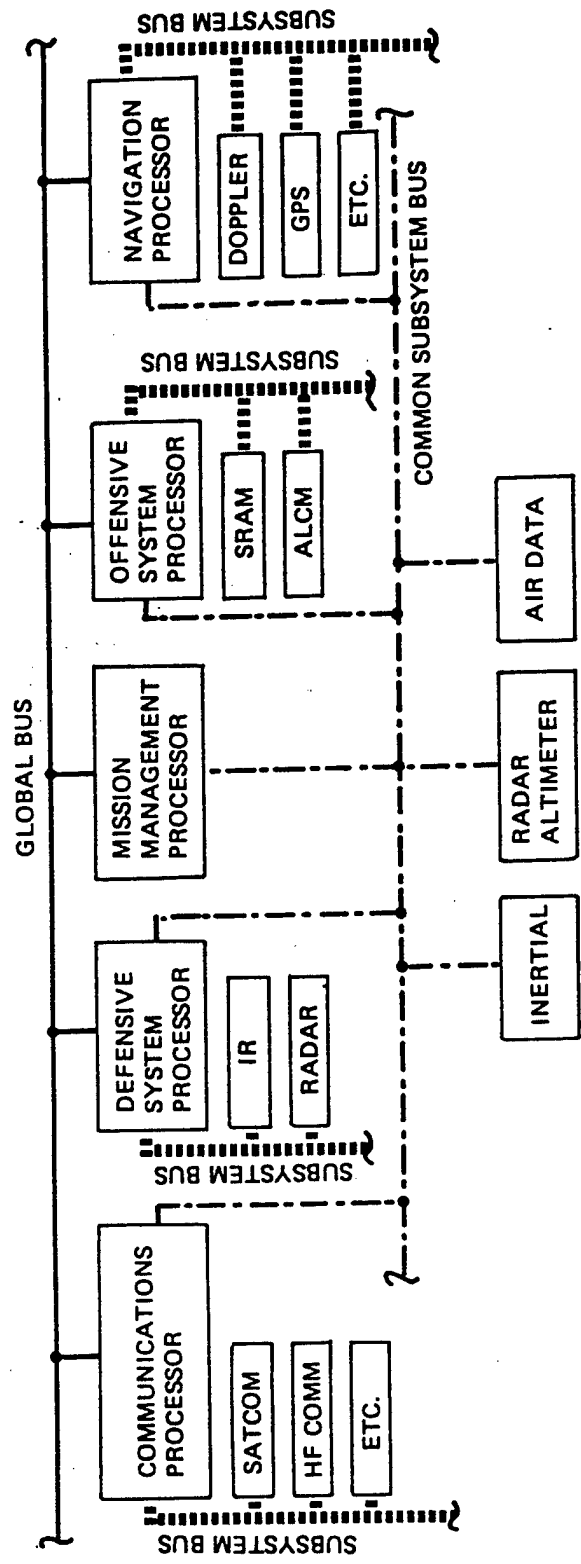 GLOBAL BUS
COMMUNICATIONS
PROCESSOR
SATCOM
HF COMM
ETC.
SUBSYSTEM BUS
DEFENSIVE
SYSTEM
PROCESSOR
IR
RADAR
SUBSYSTEM BUS
MISSION
MANAGEMENT
PROCESSOR
OFFENSIVE
SYSTEM
PROCESSOR
SRAM
ALCM
SUBSYSTEM BUS
NAVIGATION
PROCESSOR
DOPPLER
GPS
ETC.
SUBSYSTEM BUS
COMMON SUBSYSTEM BUS
INERTIAL
RADAR
ALTIMETER
AIR DATA